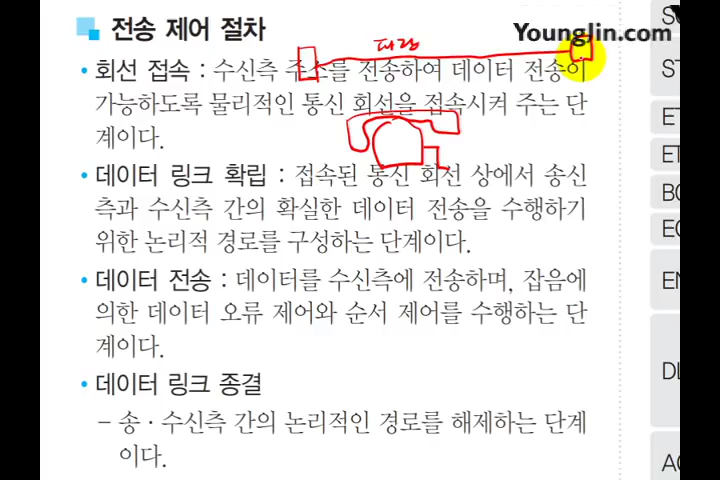 전송 제어 절차
Younglin.com
• 회선 접속 : 수신측 주소를 전송하여 데이터 전송이
가능하도록 물리적인 통신 회선을 접속시켜 주는 단
계이다.
• 데이터 링크 확립 : 접속된 통신 회선 상에서 송신
측과 수신측 간의 확실한 데이터 전송을 수행하기
위한 논리적 경로를 구성하는 단계이다.
• 데이터 전송 : 데이터를 수신측에 전송하며, 잡음에
의한 데이터 오류 제어와 순서 제어를 수행하는 단
계이다.
• 데이터 링크 종결
- 송·수신측 간의 논리적인 경로를 해제하는 단계
이다.
ST
ET
ET